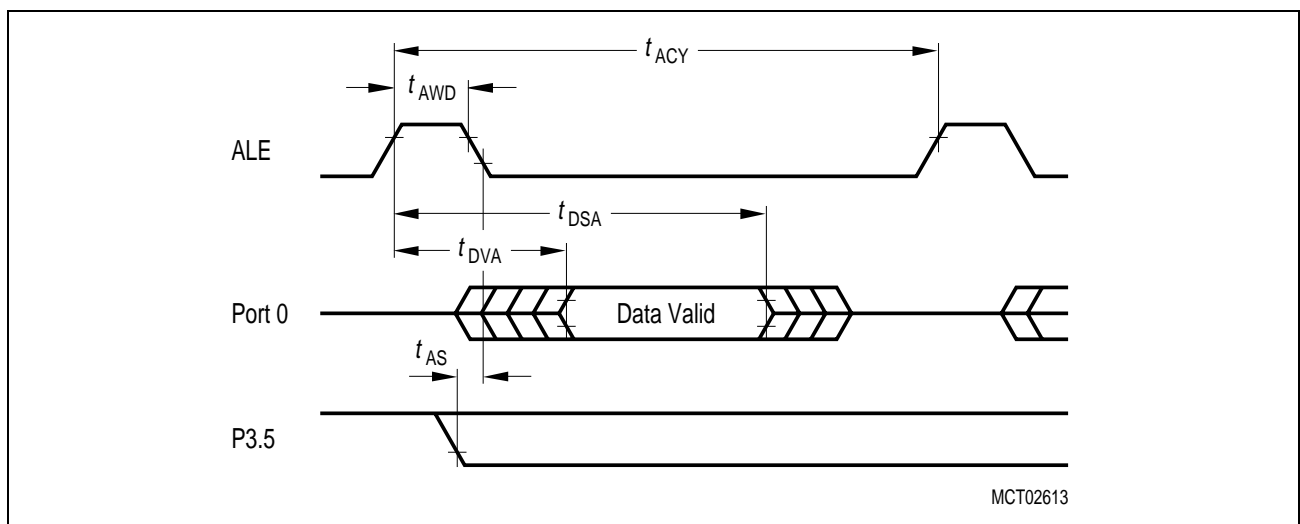 t ACY
t AWD
ALE
t DSA
t DVA
Port 0
Data Valid
t AS
P3.5
MCT02613